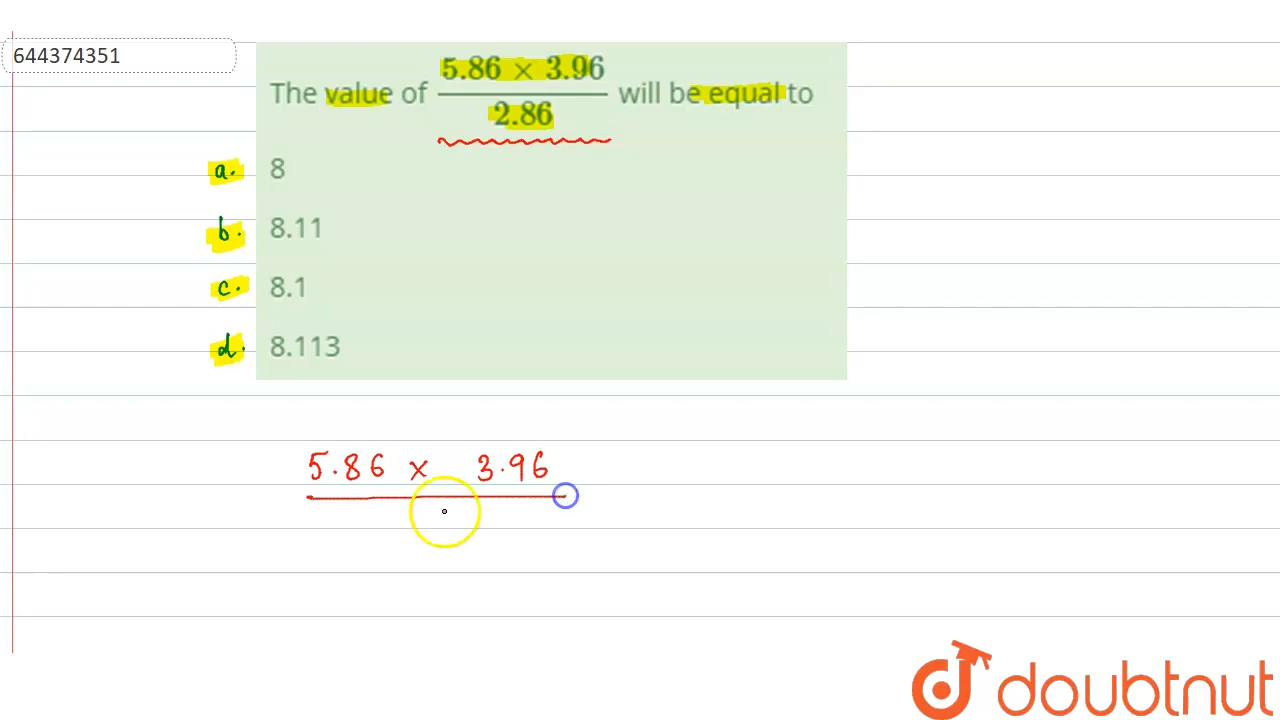 644374351
The value of 5.86 × 3.96 / 2.86 will be equal to
a. 8
b. 8.11
c. 8.1
d. 8.113
5.86 × 3.96
doubtnut